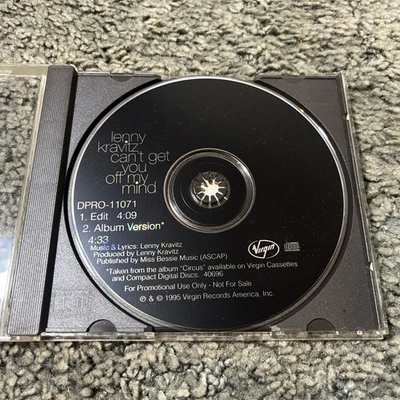 lenny
kravitz
can't get
you
off my
mind
DPRO-11071
1. Edit 4:09
2. Album Version*
4:33
Music & Lyrics: Lenny Kravitz
Produced by Lenny Kravitz
Published by Miss Bessie Music (ASCAP)
Virgin
*Taken from the album "Circus" available on Virgin Cassettes
and Compact Digital Discs. 40696
For Promotional Use Only - Not For Sale
℗ & © 1995 Virgin Records America, Inc.